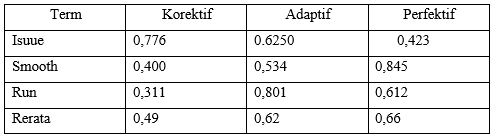 Term Korektif Adaptif Perfektif
Isuue 0,776 0.6250 0,423
Smooth 0,400 0,534 0,845
Run 0,311 0,801 0,612
Rerata 0,49 0,62 0,66